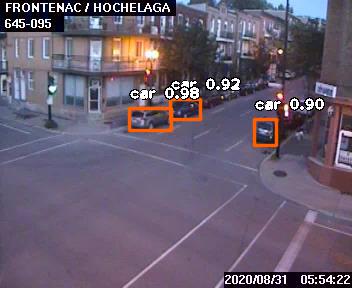 FRONTENAC / HOCHELAGA
645-095
car 0.92
car 0.98
car 0.90
2020/08/31 05:54:22